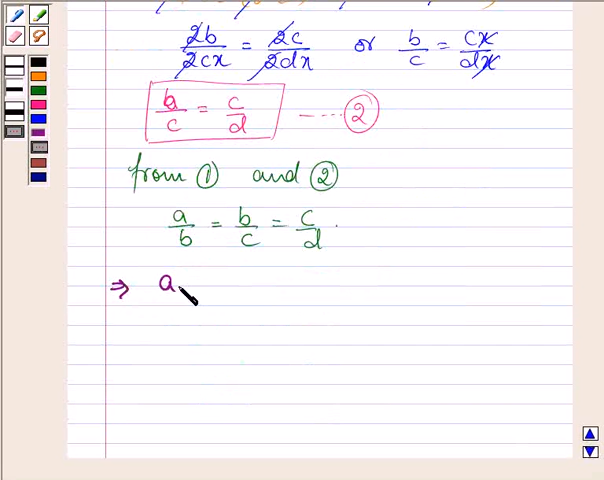 2b/2cx = 2c/2dx or b/c = cx/dx
b/c = c/d ----- ②
from ① and ②
a/b = b/c = c/d .
⇒ a